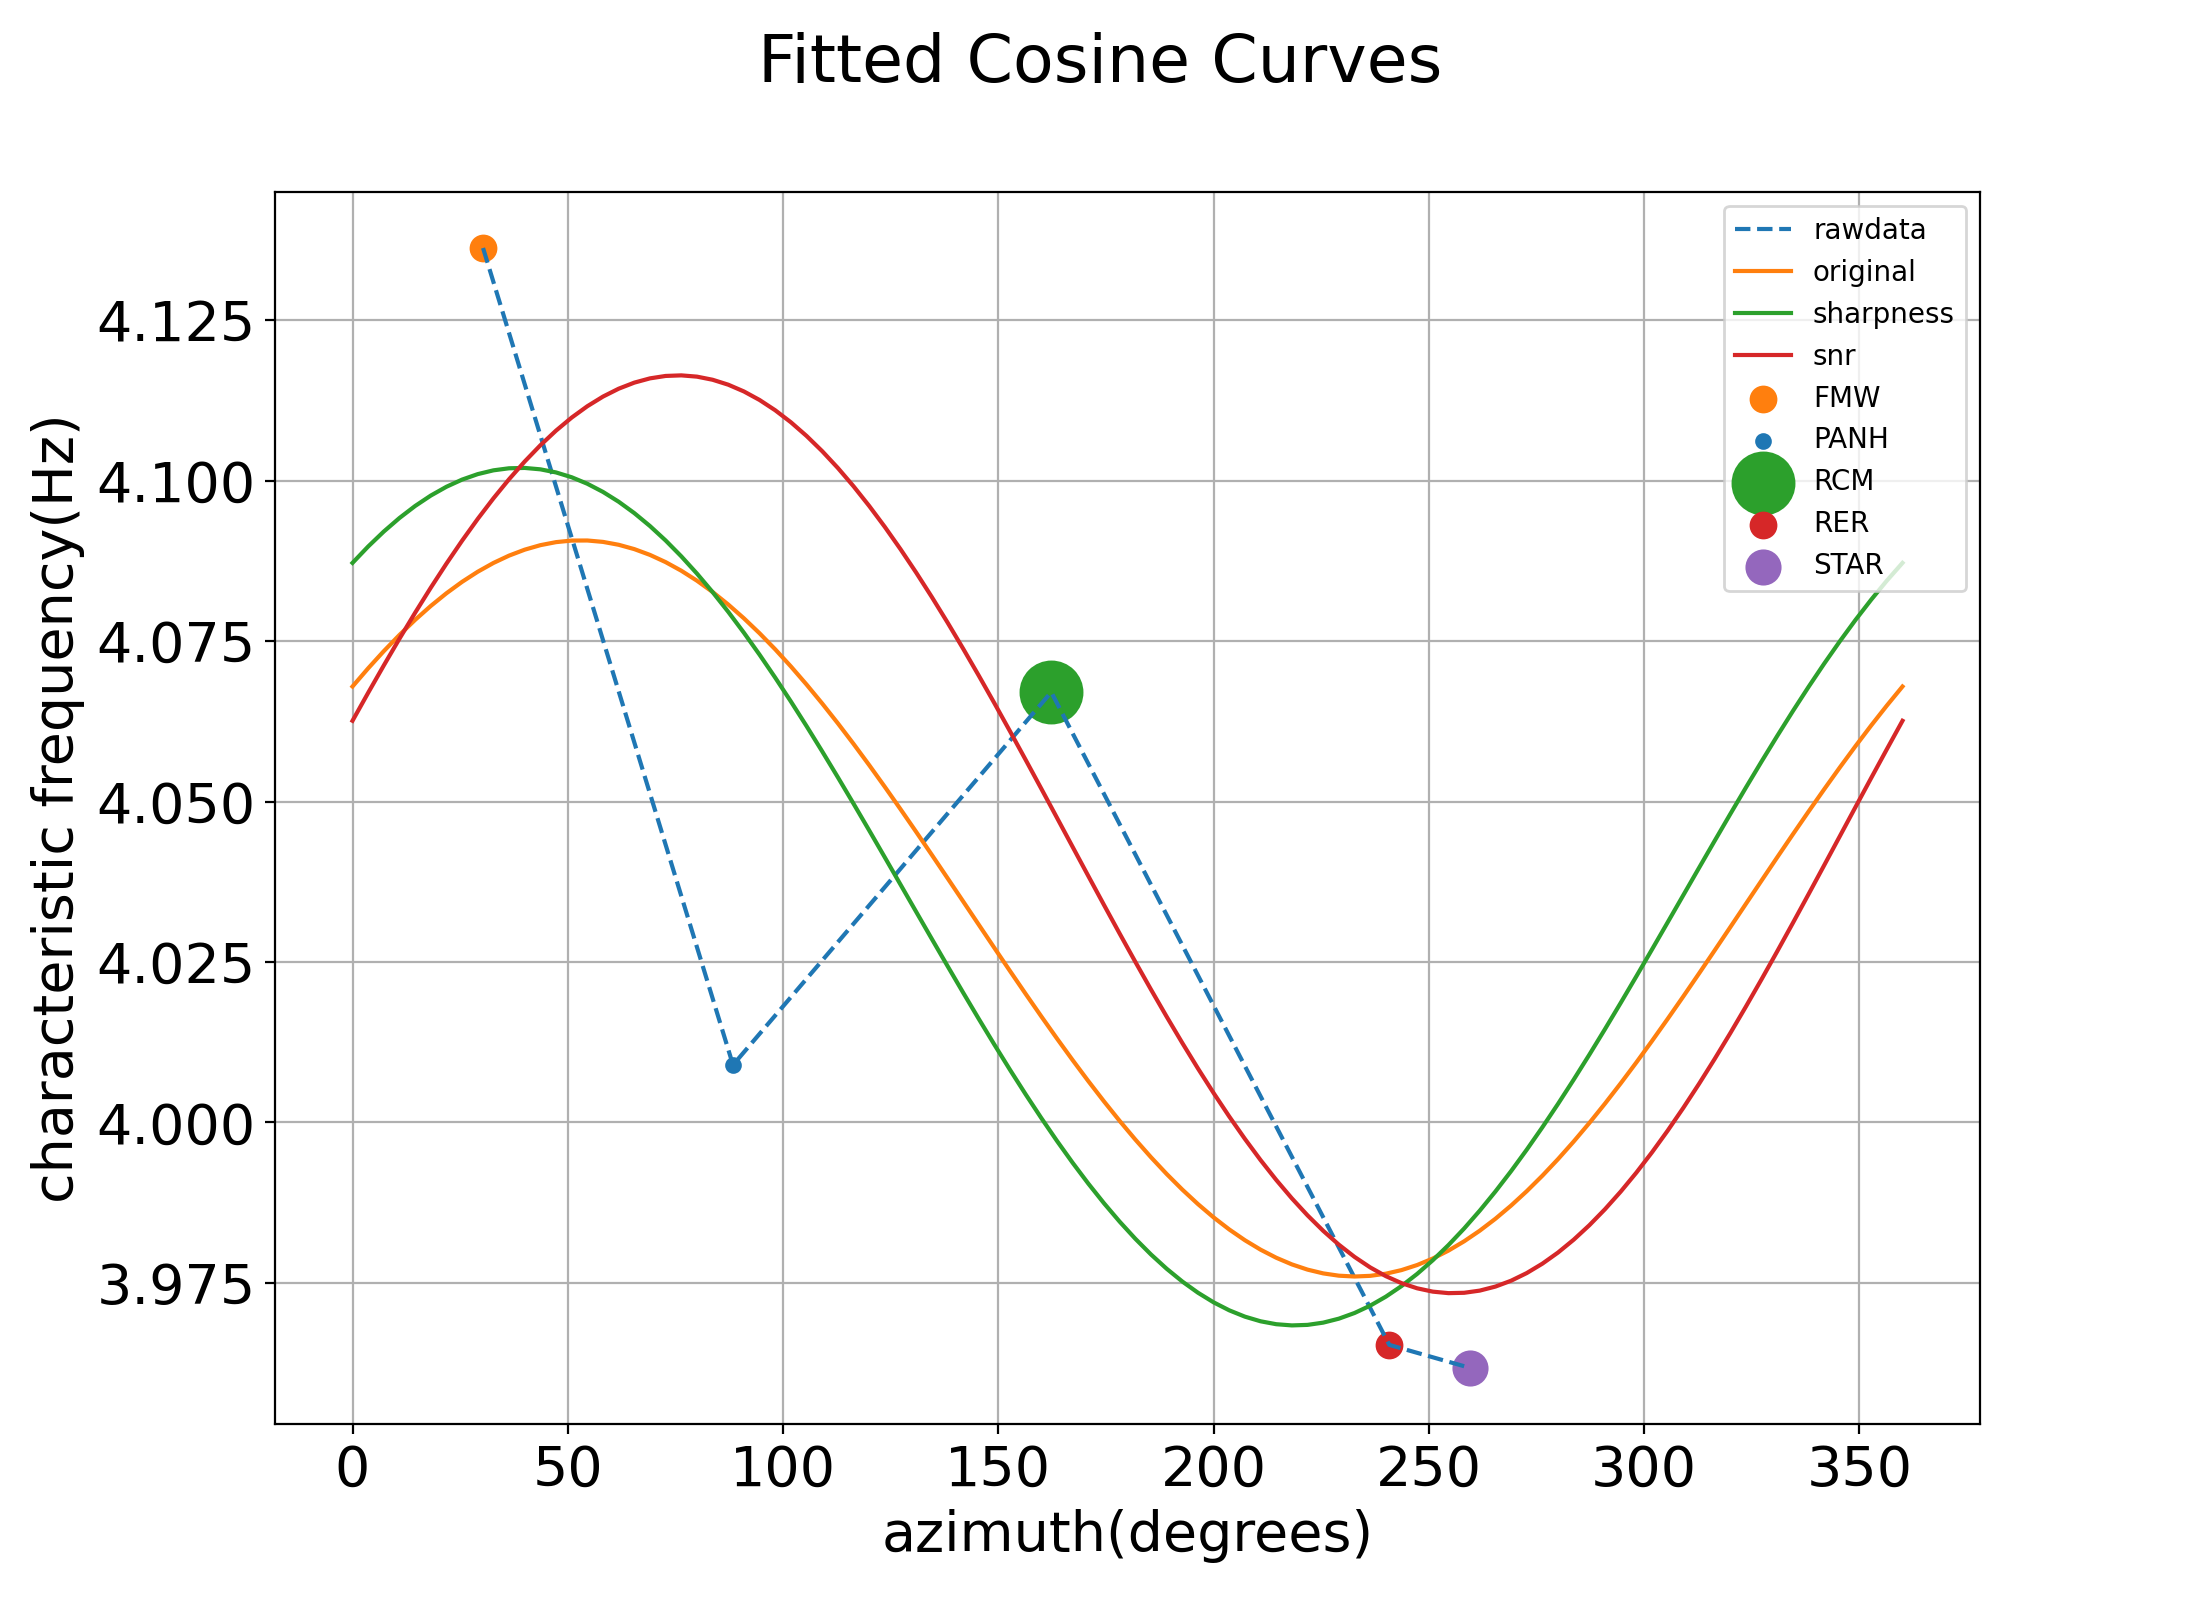 Fitted Cosine Curves
rawdata
original
sharpness
snr
FMW
PANH
RCM
RER
STAR
characteristic frequency(Hz)
4.125
4.100
4.075
4.050
4.025
4.000
3.975
0 50 100 150 200 250 300 350
azimuth(degrees)